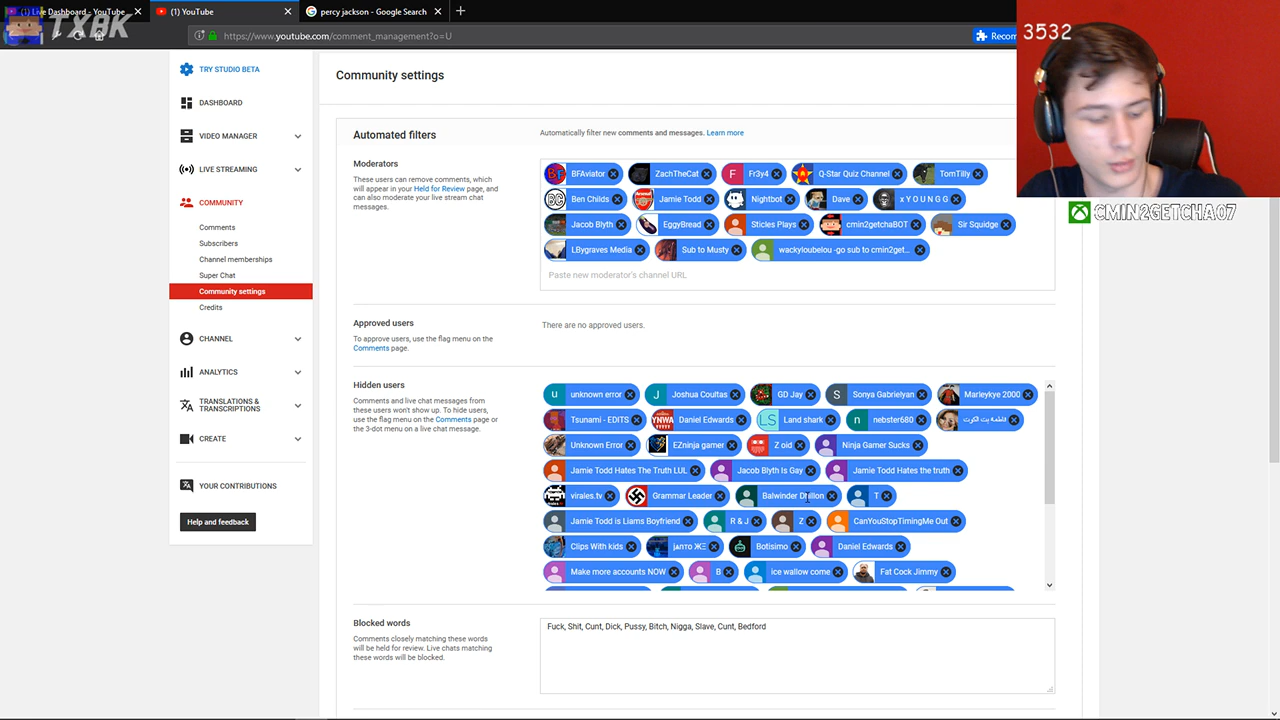 Live Dashboard - YouTube
YouTube
percy jackson - Google Search
TXBK
https://www.youtube.com/comment_management?o=U
Recom
3532
CMIN2GETCHA07
TRY STUDIO BETA
DASHBOARD
VIDEO MANAGER
LIVE STREAMING
COMMUNITY
Comments
Subscribers
Channel memberships
Super Chat
Community settings
Credits
CHANNEL
ANALYTICS
TRANSLATIONS &
TRANSCRIPTIONS
CREATE
YOUR CONTRIBUTIONS
Help and feedback
Community settings
Automated filters
Automatically filter new comments and messages. Learn more
Moderators
These users can remove comments, which
will appear in your Held for Review page, and
can also moderate your live stream chat
messages.
BFAviator ZachTheCat F Fr3y4 Q-Star Quiz Channel TomTilly
Ben Childs Jamie Todd Nightbot Dave x Y O U N G G
Jacob Blyth EggyBread Sticles Plays cmin2getchaBOT Sir Squidge
LBygraves Media Sub to Musty wackyloubelou -go sub to cmin2get...
Paste new moderator's channel URL
Approved users
To approve users, use the flag menu on the
Comments page.
There are no approved users.
Hidden users
Comments and live chat messages from
these users won't show up. To hide users,
use the flag menu on the Comments page or
the 3-dot menu on a live chat message.
u unknown error J Joshua Coultas GD Jay S Sonya Gabrielyan Marleykye 2000
Tsunami - EDITS YNWA Daniel Edwards LS Land shark n nebster680
Unknown Error EZninja gamer Z oid Ninja Gamer Sucks
Jamie Todd Hates The Truth LUL Jacob Blyth Is Gay Jamie Todd Hates the truth
virales.tv Grammar Leader Balwinder Dhillon T
Jamie Todd is Liams Boyfriend R & J Z CanYouStopTimingMe Out
Clips With kids Botisimo Daniel Edwards
Make more accounts NOW B ice wallow come Fat Cock Jimmy
Blocked words
Comments closely matching these words
will be held for review. Live chats matching
these words will be blocked.
Fuck, Shit, Cunt, Dick, Pussy, Bitch, Nigga, Slave, Cunt, Bedford